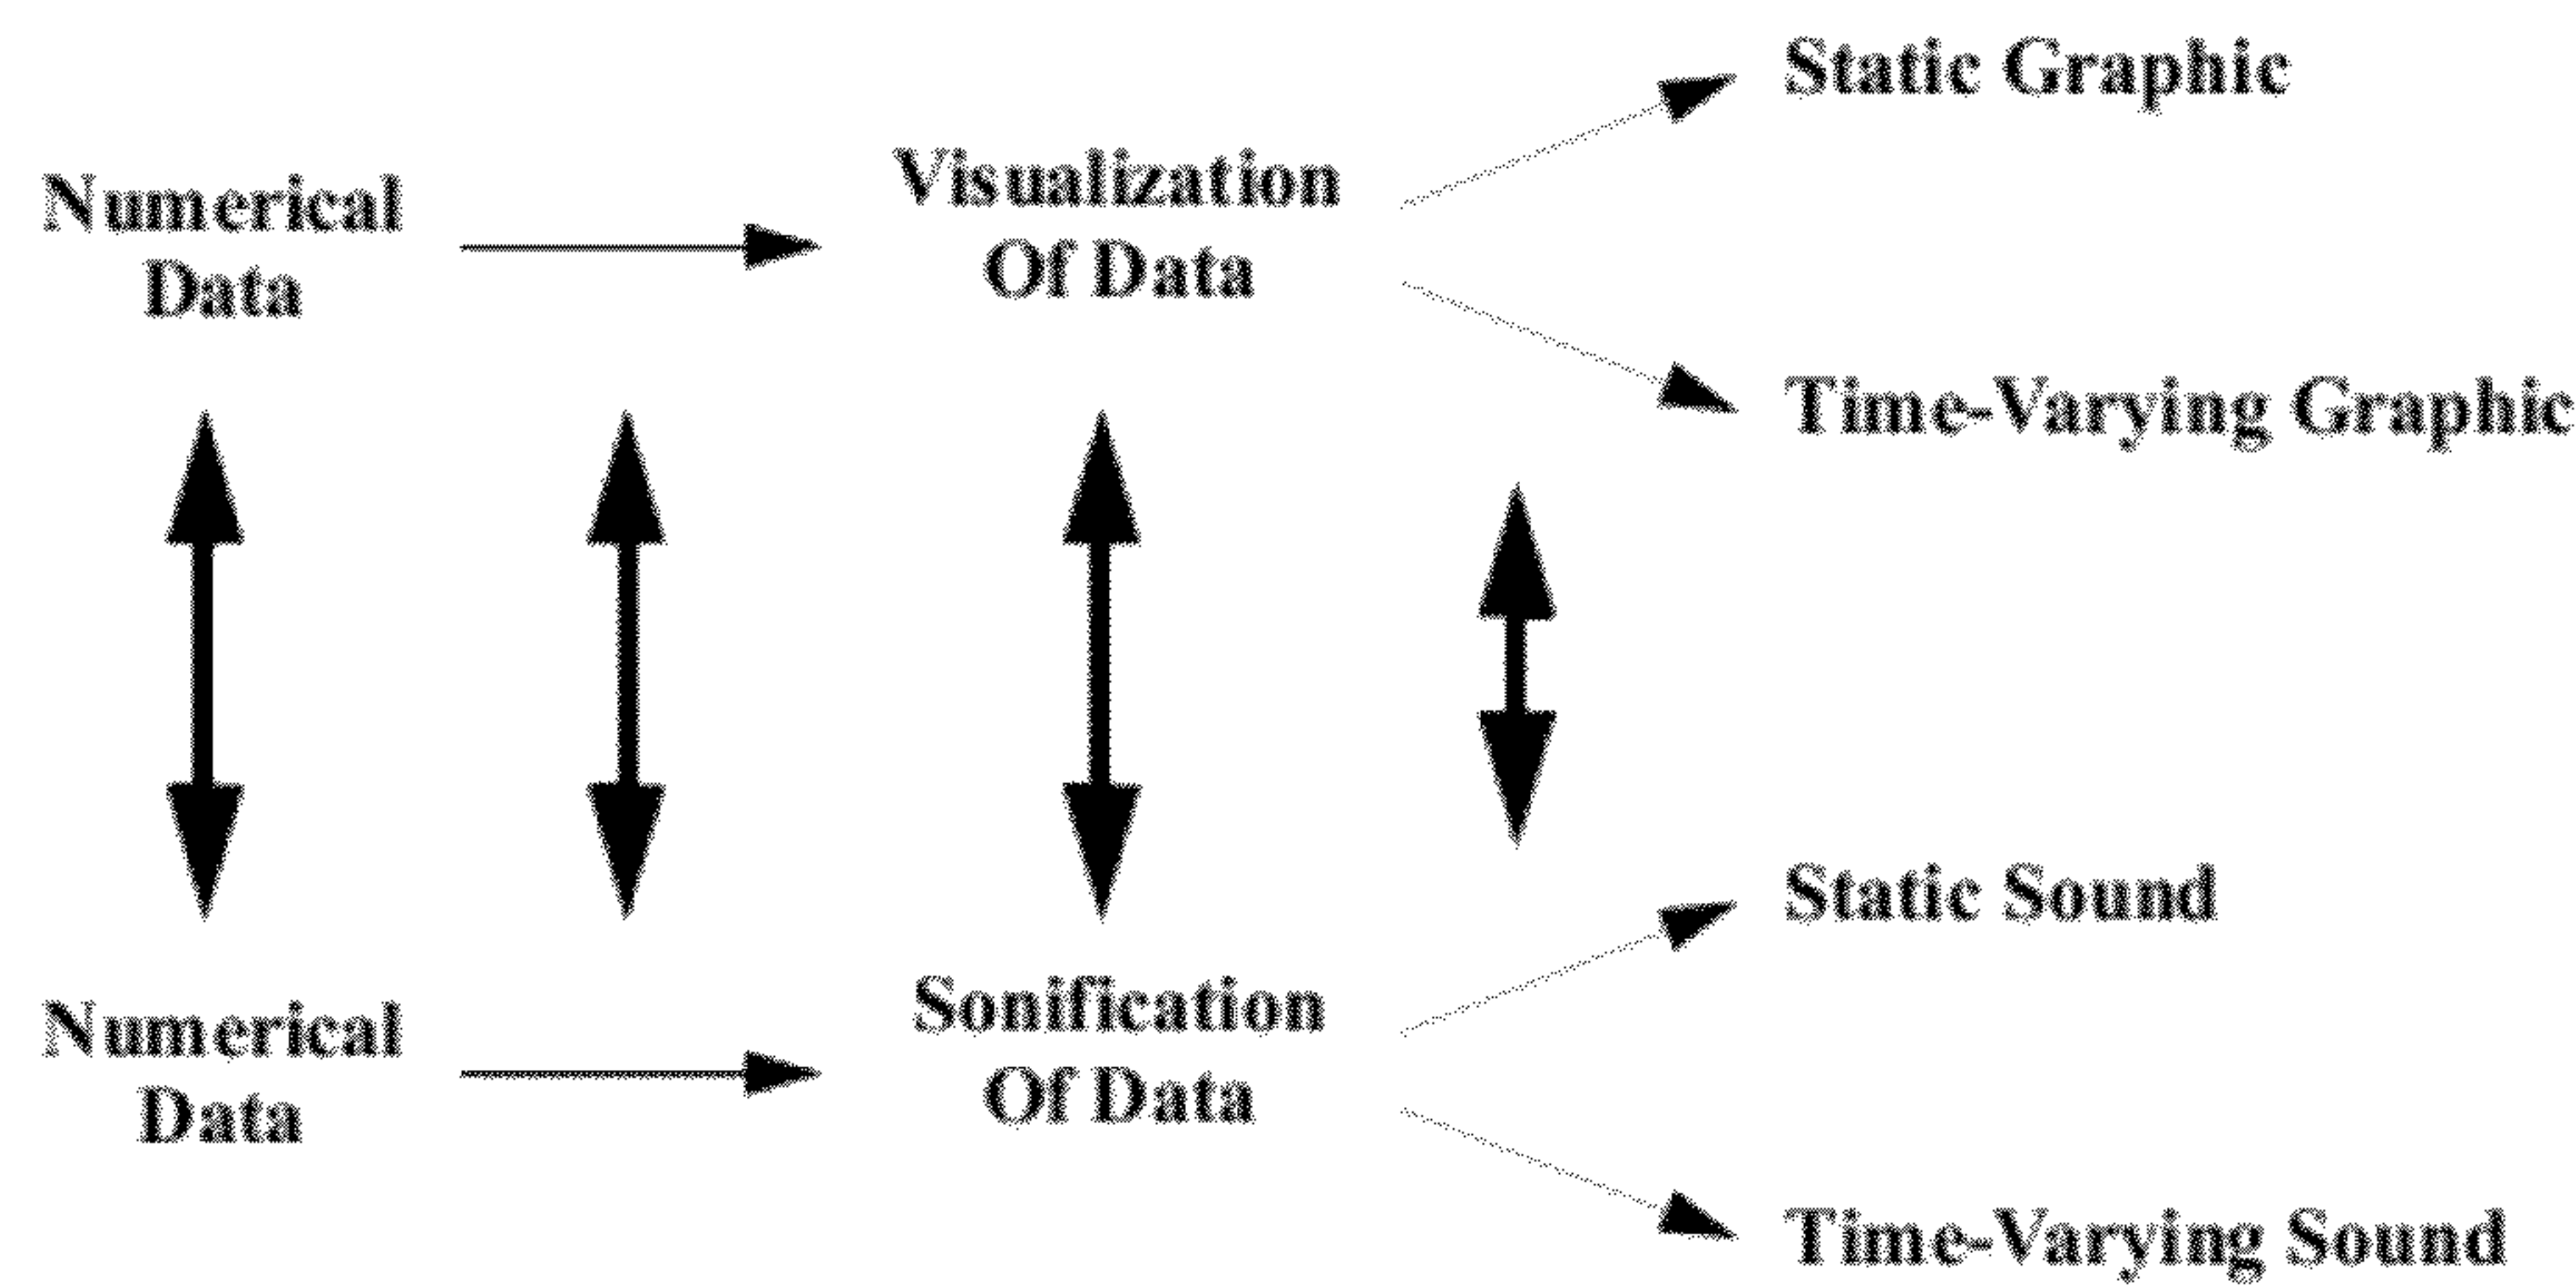 Static Graphic
Numerical
Data
Visualization
Of Data
Time-Varying Graphic
Static Sound
Numerical
Data
Sonification
Of Data
Time-Varying Sound